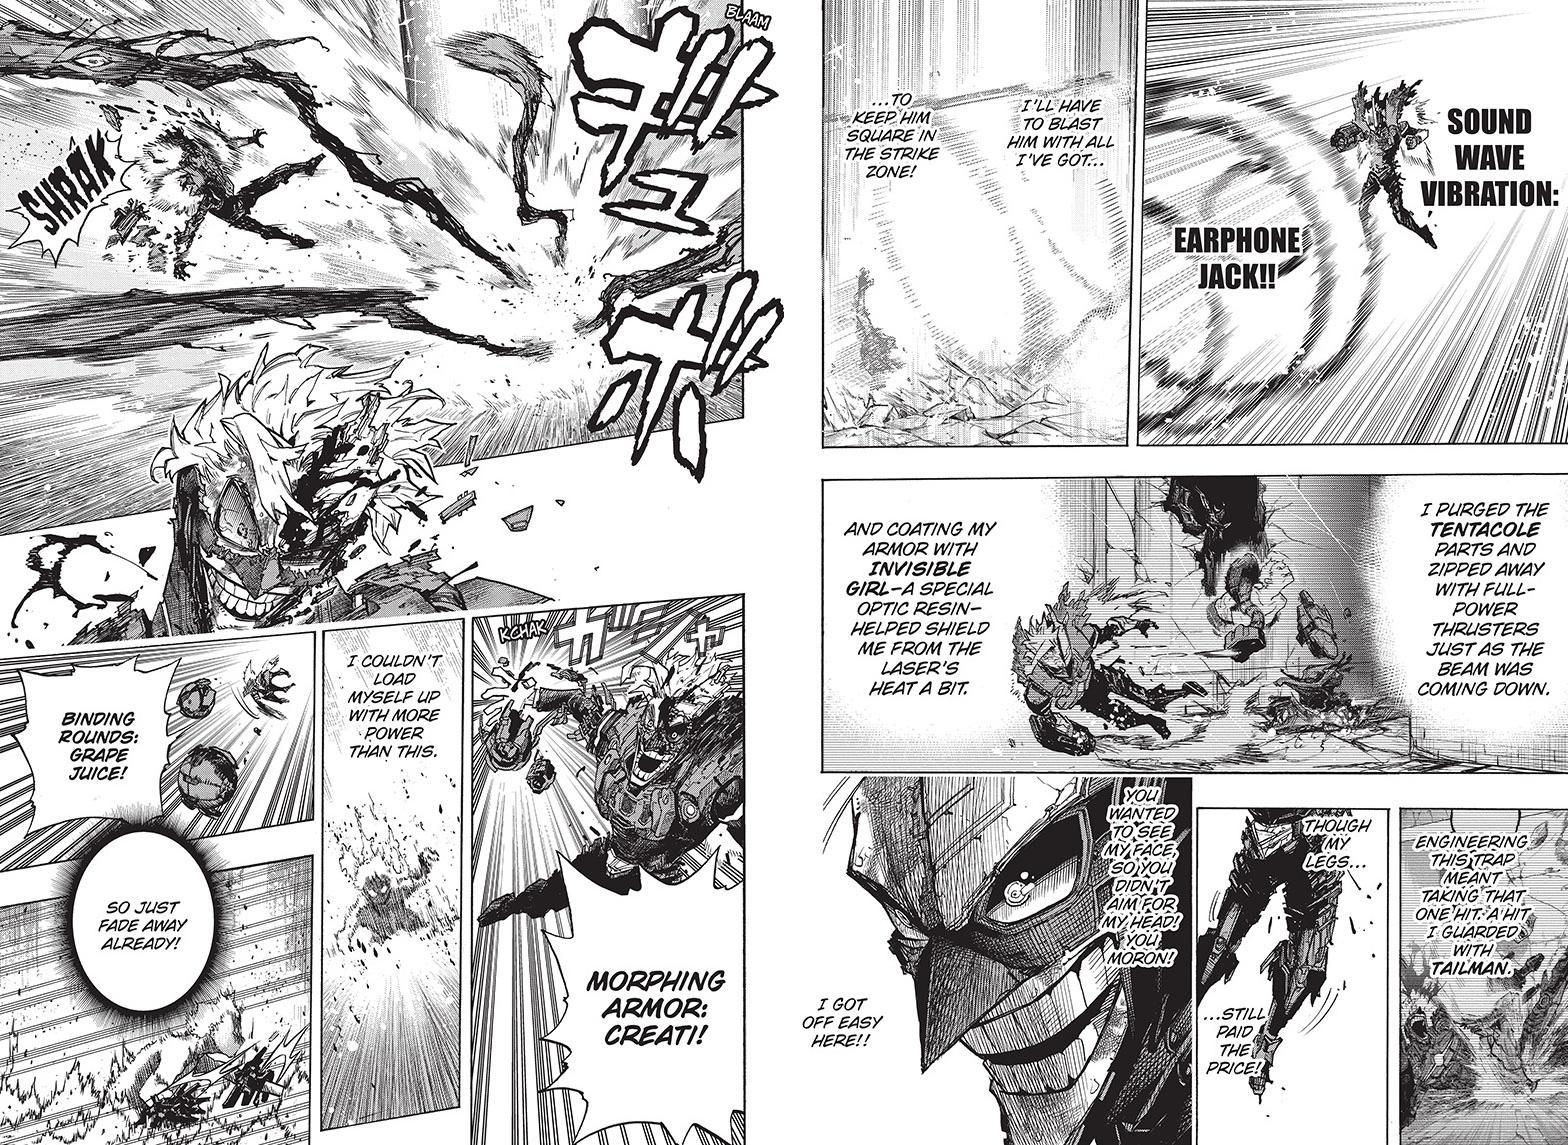 SOUND
WAVE
VIBRATION:
EARPHONE
JACK!!
I'LL HAVE
TO BLAST
HIM WITH ALL
I'VE GOT...
...TO
KEEP HIM
SQUARE IN
THE STRIKE
ZONE!
I PURGED THE
TENTACOLE
PARTS AND
ZIPPED AWAY
WITH FULL-
POWER
THRUSTERS
JUST AS THE
BEAM WAS
COMING DOWN.
AND COATING MY
ARMOR WITH
INVISIBLE
GIRL—A SPECIAL
OPTIC RESIN—
HELPED SHIELD
ME FROM THE
LASER'S
HEAT A BIT.
ENGINEERING
THIS TRAP
MEANT
TAKING THAT
ONE HIT. A HIT
I GUARDED
WITH
TAILMAN.
THOUGH
MY
LEGS...
...STILL
PAID
THE
PRICE!
YOU
WANTED
TO SEE
MY FACE,
SO YOU
DIDN'T
AIM FOR
MY HEAD!
YOU
MORON!
I GOT
OFF EASY
HERE!!
BLAAM
ギュ
ボ
SHRAK
KCHAK
ガシャ
MORPHING
ARMOR:
CREATI!
I COULDN'T
LOAD
MYSELF UP
WITH MORE
POWER
THAN THIS.
BINDING
ROUNDS:
GRAPE
JUICE!
SO JUST
FADE AWAY
ALREADY!